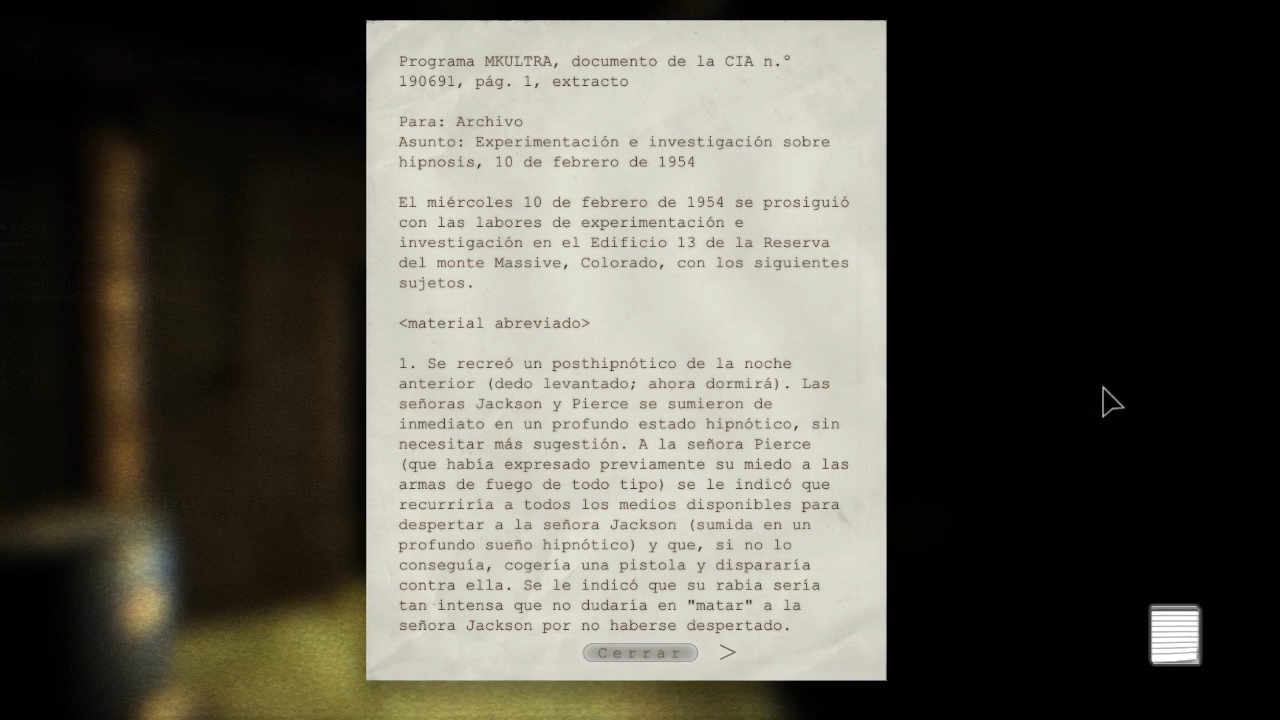 Programa MKULTRA, documento de la CIA n.º
190691, pág. 1, extracto
Para: Archivo
Asunto: Experimentación e investigación sobre
hipnosis, 10 de febrero de 1954
El miércoles 10 de febrero de 1954 se prosiguió
con las labores de experimentación e
investigación en el Edificio 13 de la Reserva
del monte Massive, Colorado, con los siguientes
sujetos.
<material abreviado>
1. Se recreó un posthipnótico de la noche
anterior (dedo levantado; ahora dormirá). Las
señoras Jackson y Pierce se sumieron de
inmediato en un profundo estado hipnótico, sin
necesitar más sugestión. A la señora Pierce
(que había expresado previamente su miedo a las
armas de fuego de todo tipo) se le indicó que
recurriría a todos los medios disponibles para
despertar a la señora Jackson (sumida en un
profundo sueño hipnótico) y que, si no lo
conseguía, cogería una pistola y dispararía
contra ella. Se le indicó que su rabia sería
tan intensa que no dudaría en "matar" a la
señora Jackson por no haberse despertado.
Cerrar >